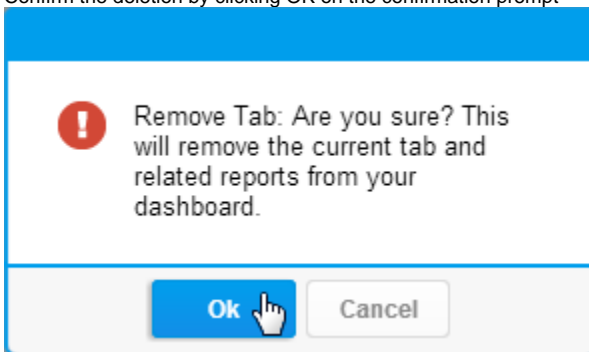 Confirm the deletion by clicking OK on the confirmation prompt
Remove Tab: Are you sure? This
will remove the current tab and
related reports from your
dashboard.
Ok
Cancel